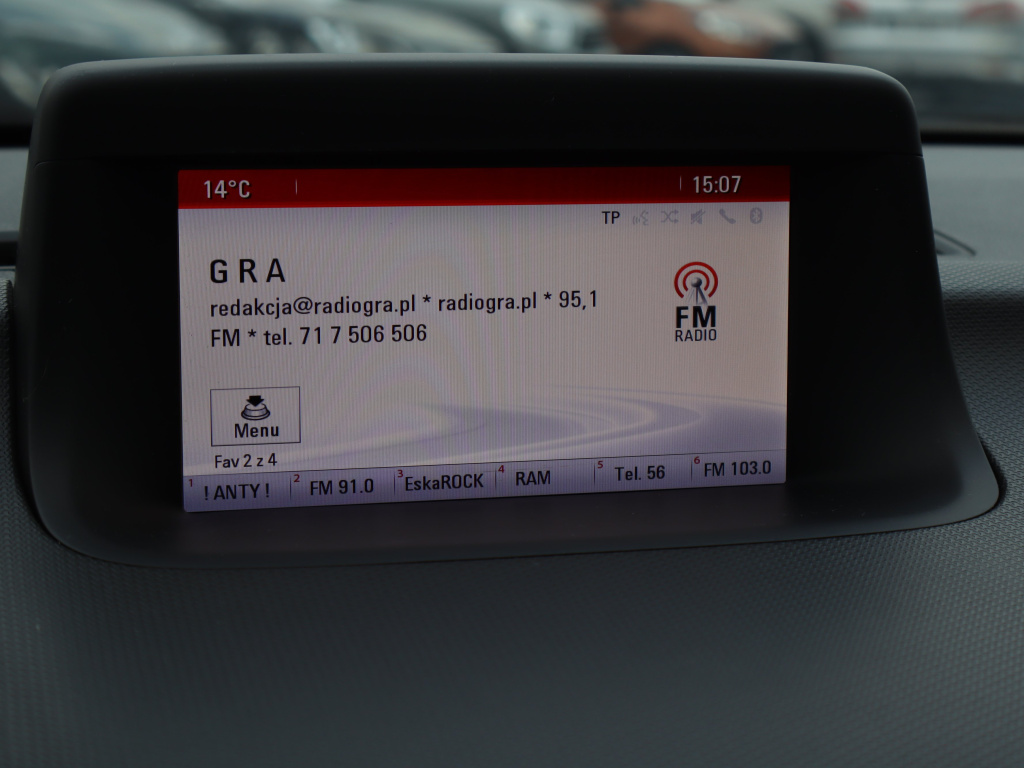 14°C 15:07
TP
G R A
redakcja@radiogra.pl * radiogra.pl * 95,1
FM * tel. 71 7 506 506
FM
RADIO
Menu
Fav 2 z 4
1 ! ANTY ! 2 FM 91.0 3 EskaROCK 4 RAM 5 Tel. 56 6 FM 103.0